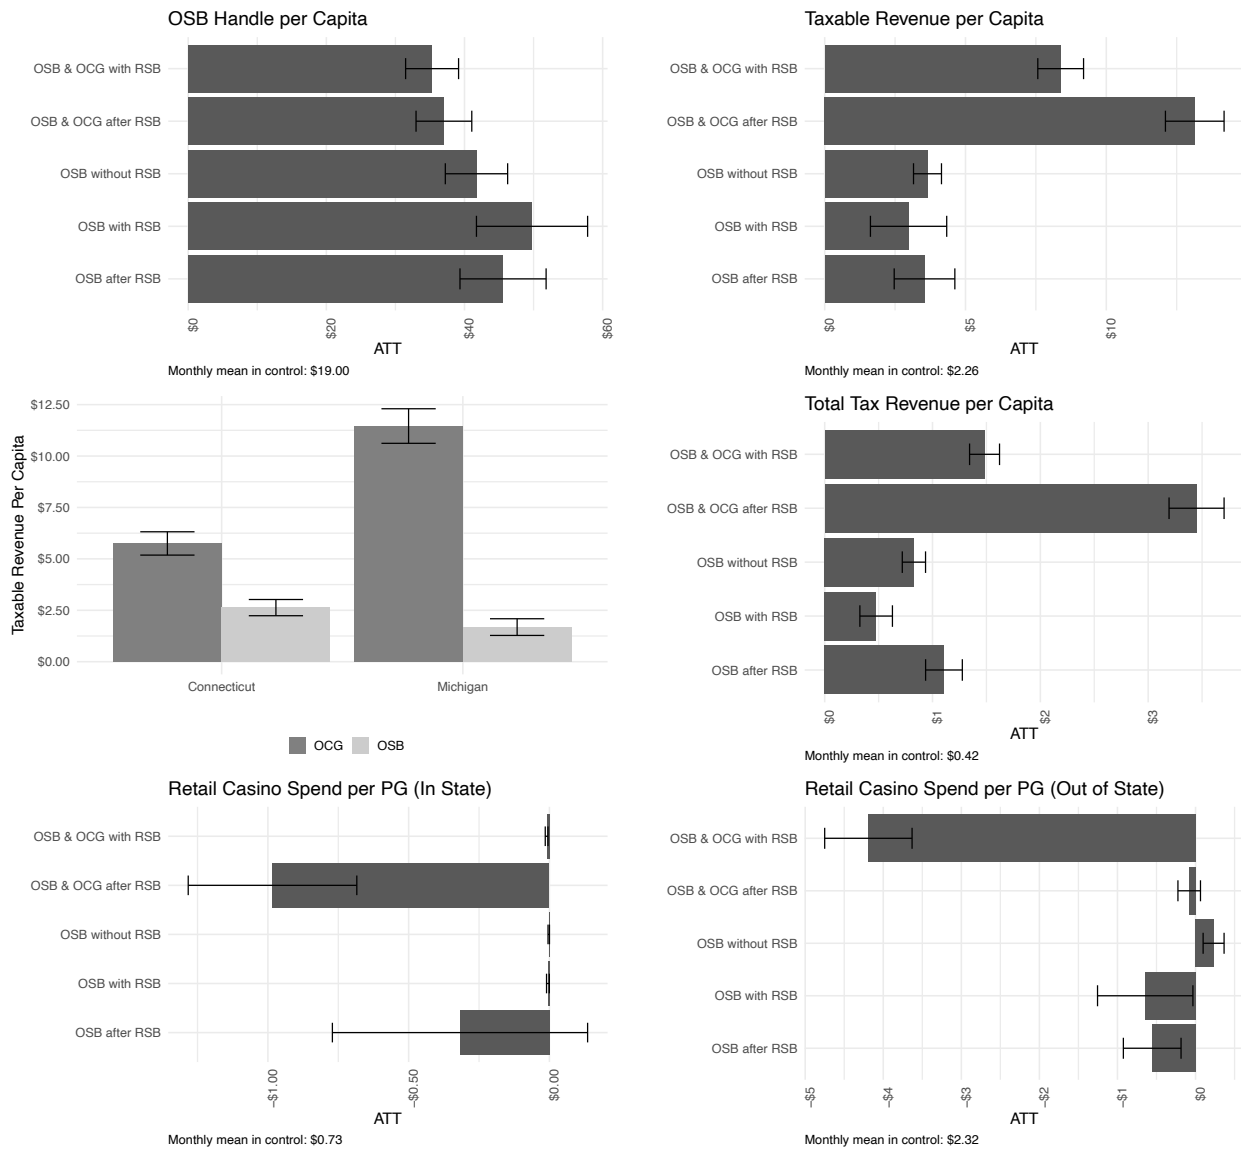 OSB Handle per Capita
OSB & OCG with RSB
OSB & OCG after RSB
OSB without RSB
OSB with RSB
OSB after RSB
$0
$20
$40
$60
ATT
Monthly mean in control: $19.00
Taxable Revenue per Capita
OSB & OCG with RSB
OSB & OCG after RSB
OSB without RSB
OSB with RSB
OSB after RSB
$0
$5
$10
ATT
Monthly mean in control: $2.26
Taxable Revenue Per Capita
$12.50
$10.00
$7.50
$5.00
$2.50
$0.00
Connecticut
Michigan
OCG
OSB
Total Tax Revenue per Capita
OSB & OCG with RSB
OSB & OCG after RSB
OSB without RSB
OSB with RSB
OSB after RSB
$0
$1
$2
$3
ATT
Monthly mean in control: $0.42
Retail Casino Spend per PG (In State)
OSB & OCG with RSB
OSB & OCG after RSB
OSB without RSB
OSB with RSB
OSB after RSB
−$1.00
−$0.50
$0.00
ATT
Monthly mean in control: $0.73
Retail Casino Spend per PG (Out of State)
OSB & OCG with RSB
OSB & OCG after RSB
OSB without RSB
OSB with RSB
OSB after RSB
−$5
−$4
−$3
−$2
−$1
$0
ATT
Monthly mean in control: $2.32